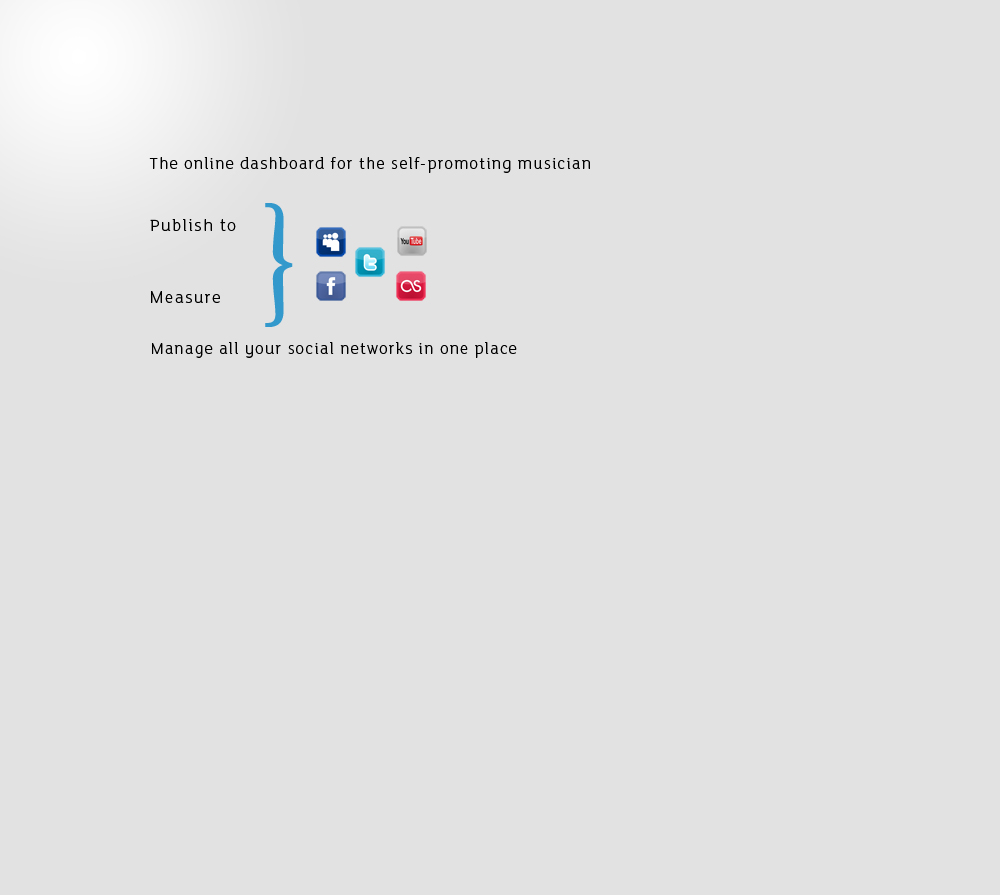 The online dashboard for the self-promoting musician
Publish to
You Tube
t
f
Measure
Manage all your social networks in one place